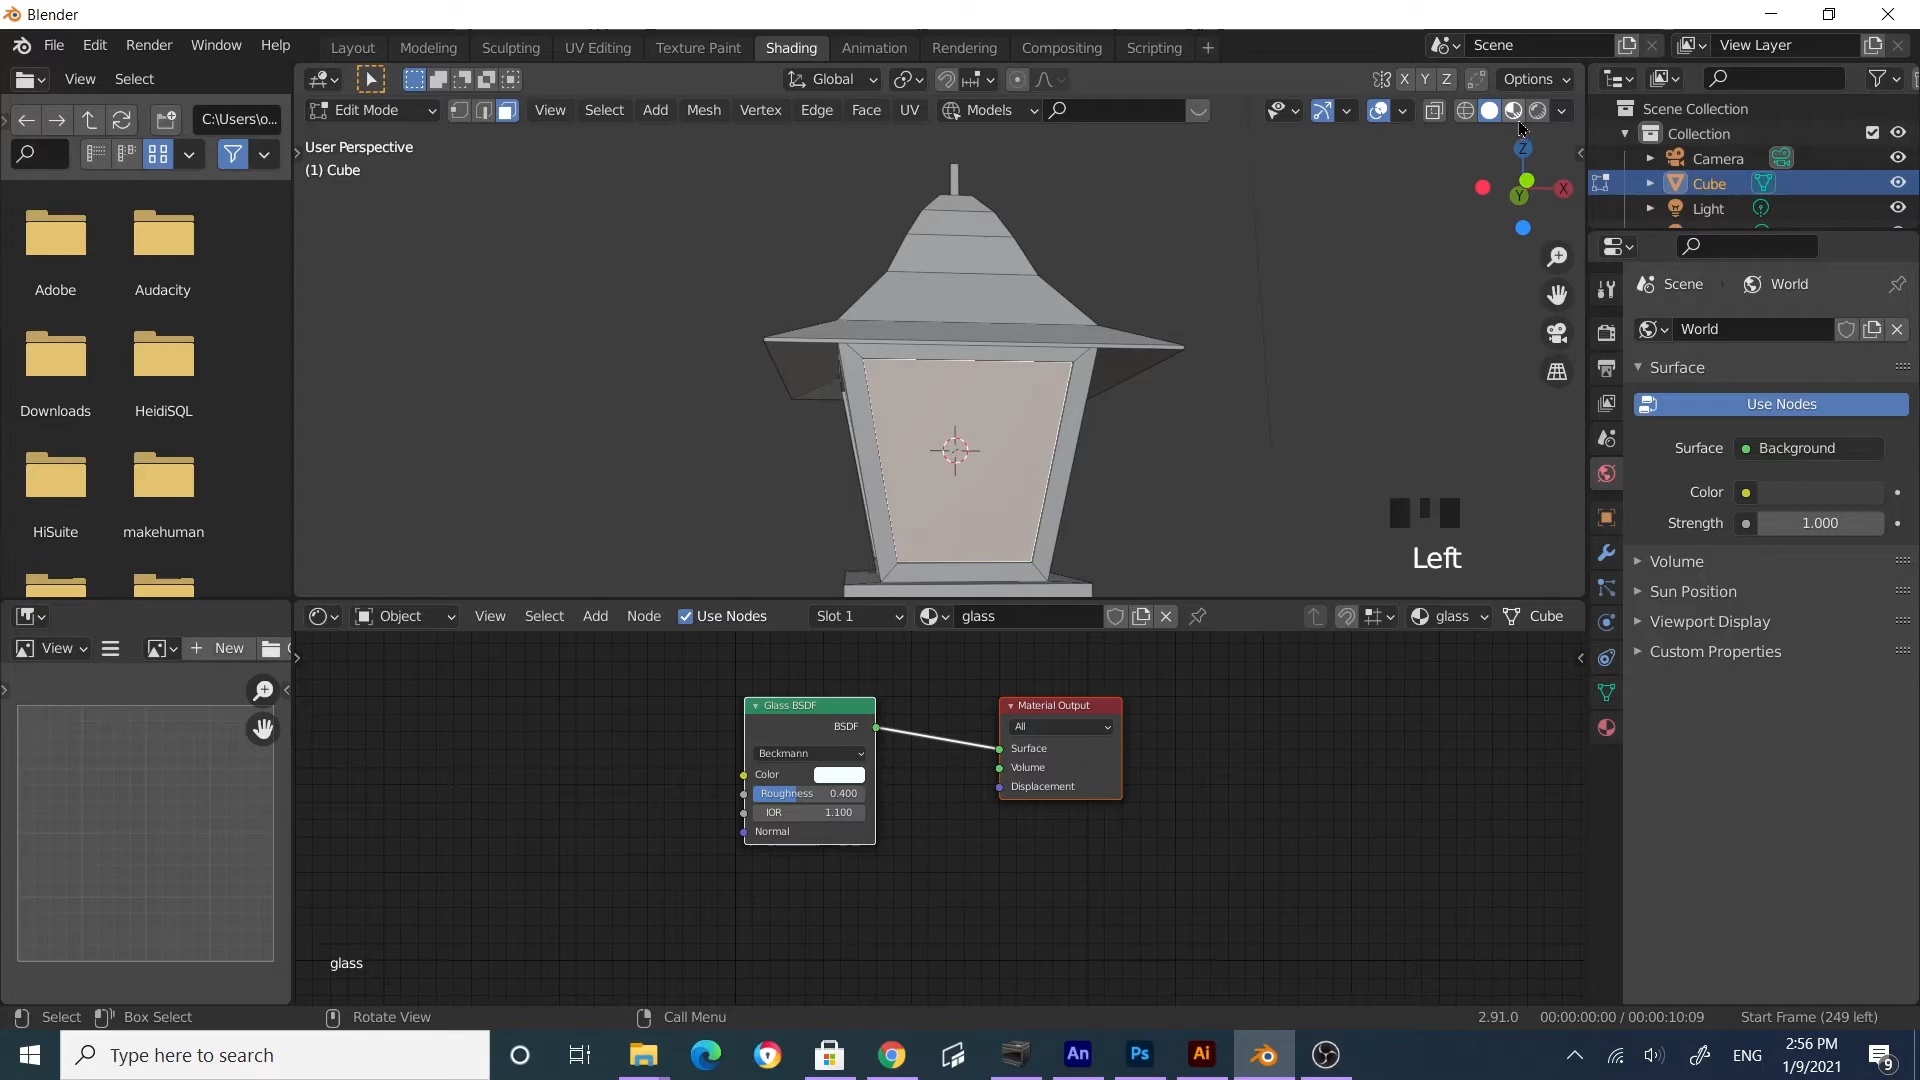 Blender
File Edit Render Window Help
Layout Modeling Sculpting UV Editing Texture Paint Shading Animation Rendering Compositing Scripting +
Scene
View Layer
View Select
Global
X Y Z
Options
C:\Users\o...
Edit Mode
View Select Add Mesh Vertex Edge Face UV
Models
User Perspective
(1) Cube
Z
X
Y
Adobe
Audacity
Downloads
HeidiSQL
HiSuite
makehuman
Left
Scene Collection
Collection
Camera
Cube
Light
Scene
World
World
Surface
Use Nodes
Surface Background
Color
Strength 1.000
Volume
Sun Position
Viewport Display
Custom Properties
View
New
Object
View Select Add Node
Use Nodes
Slot 1
glass
glass
Cube
Glass BSDF
BSDF
Beckmann
Color
Roughness 0.400
IOR 1.100
Normal
Material Output
All
Surface
Volume
Displacement
glass
Select
Box Select
Rotate View
Call Menu
2.91.0
00:00:00:00 / 00:00:10:09
Start Frame (249 left)
Type here to search
An
Ps
Ai
ENG
2:56 PM
1/9/2021
9